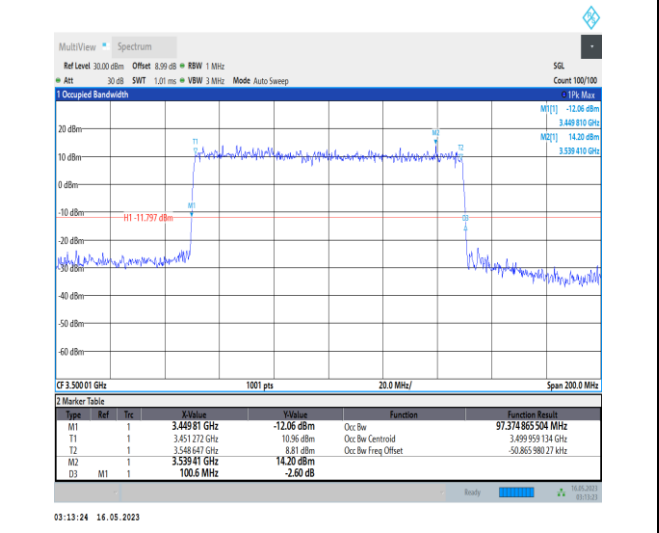 MultiView Spectrum
Ref Level 30.00 dBm Offset 8.99 dB RBW 1 MHz SGL
Att 30 dB SWT 1.01 ms VBW 3 MHz Mode Auto Sweep Count 100/100
1 Occupied Bandwidth 1Pk Max
M1[1] -12.06 dBm
3.449 810 GHz
M2[1] 14.20 dBm
3.539 410 GHz
20 dBm
M2
T1
T2
10 dBm
0 dBm
M1
-10 dBm
H1 -11.797 dBm
D3
-20 dBm
-30 dBm
-40 dBm
-50 dBm
-60 dBm
CF 3.500 01 GHz 1001 pts 20.0 MHz/ Span 200.0 MHz
2 Marker Table
Type Ref Trc X-Value Y-Value Function Function Result
M1 1 3.449 81 GHz -12.06 dBm Occ Bw 97.374 865 504 MHz
T1 1 3.451 272 GHz 10.96 dBm Occ Bw Centroid 3.499 959 134 GHz
T2 1 3.548 647 GHz 8.81 dBm Occ Bw Freq Offset -50.865 980 27 kHz
M2 1 3.539 41 GHz 14.20 dBm
D3 M1 1 100.6 MHz -2.60 dB
Ready 16.05.2023
03:13:23
03:13:24 16.05.2023